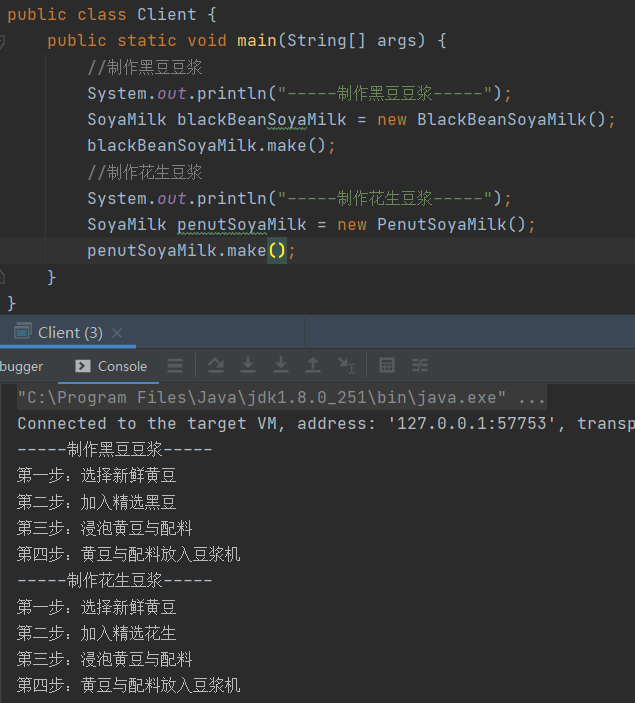 public class Client {
public static void main(String[] args) {
//制作黑豆豆浆
System.out.println("-----制作黑豆豆浆-----");
SoyaMilk blackBeanSoyaMilk = new BlackBeanSoyaMilk();
blackBeanSoyaMilk.make();
//制作花生豆浆
System.out.println("-----制作花生豆浆-----");
SoyaMilk penutSoyaMilk = new PenutSoyaMilk();
penutSoyaMilk.make();
}
}
Client (3)
bugger Console
"C:\Program Files\Java\jdk1.8.0_251\bin\java.exe" ...
Connected to the target VM, address: '127.0.0.1:57753', transp
-----制作黑豆豆浆-----
第一步：选择新鲜黄豆
第二步：加入精选黑豆
第三步：浸泡黄豆与配料
第四步：黄豆与配料放入豆浆机
-----制作花生豆浆-----
第一步：选择新鲜黄豆
第二步：加入精选花生
第三步：浸泡黄豆与配料
第四步：黄豆与配料放入豆浆机